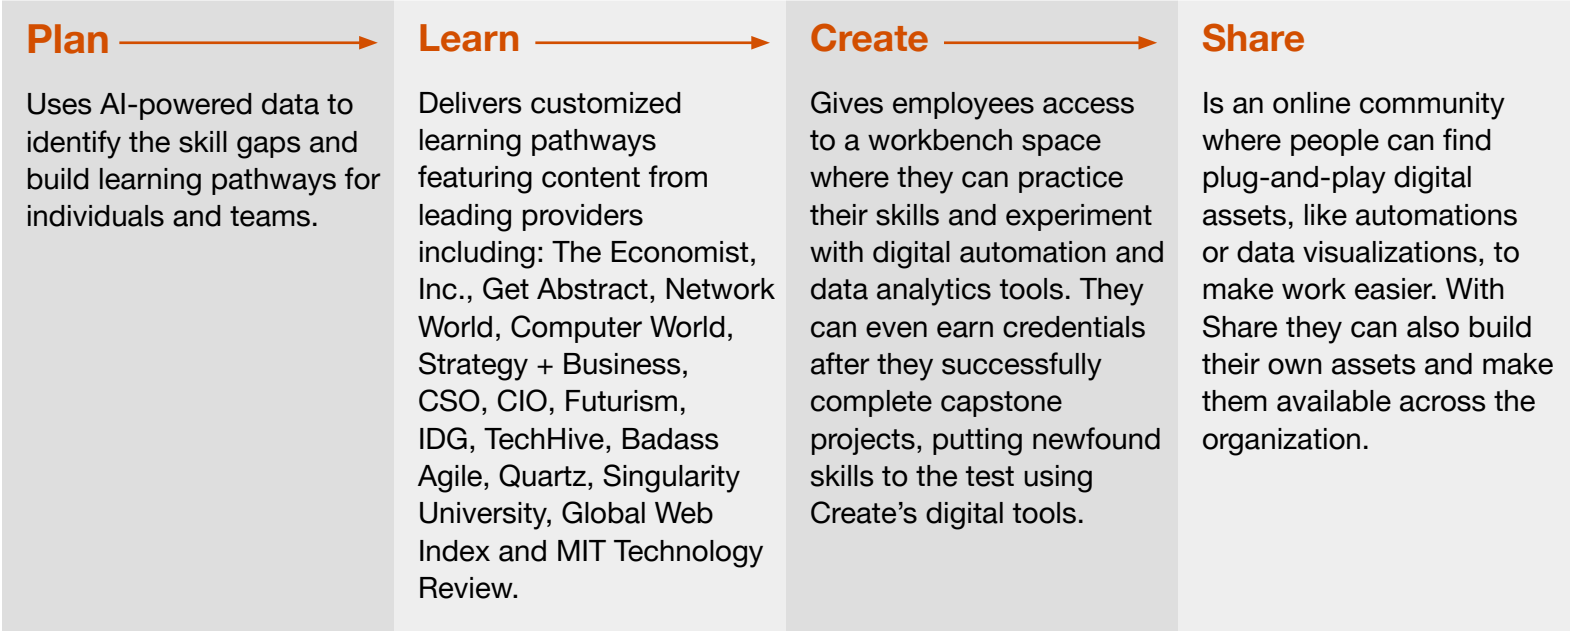 Plan
Uses AI-powered data to
identify the skill gaps and
build learning pathways for
individuals and teams.
Learn
Delivers customized
learning pathways
featuring content from
leading providers
including: The Economist,
Inc., Get Abstract, Network
World, Computer World,
Strategy + Business,
CSO, CIO, Futurism,
IDG, TechHive, Badass
Agile, Quartz, Singularity
University, Global Web
Index and MIT Technology
Review.
Create
Gives employees access
to a workbench space
where they can practice
their skills and experiment
with digital automation and
data analytics tools. They
can even earn credentials
after they successfully
complete capstone
projects, putting newfound
skills to the test using
Create’s digital tools.
Share
Is an online community
where people can find
plug-and-play digital
assets, like automations
or data visualizations, to
make work easier. With
Share they can also build
their own assets and make
them available across the
organization.